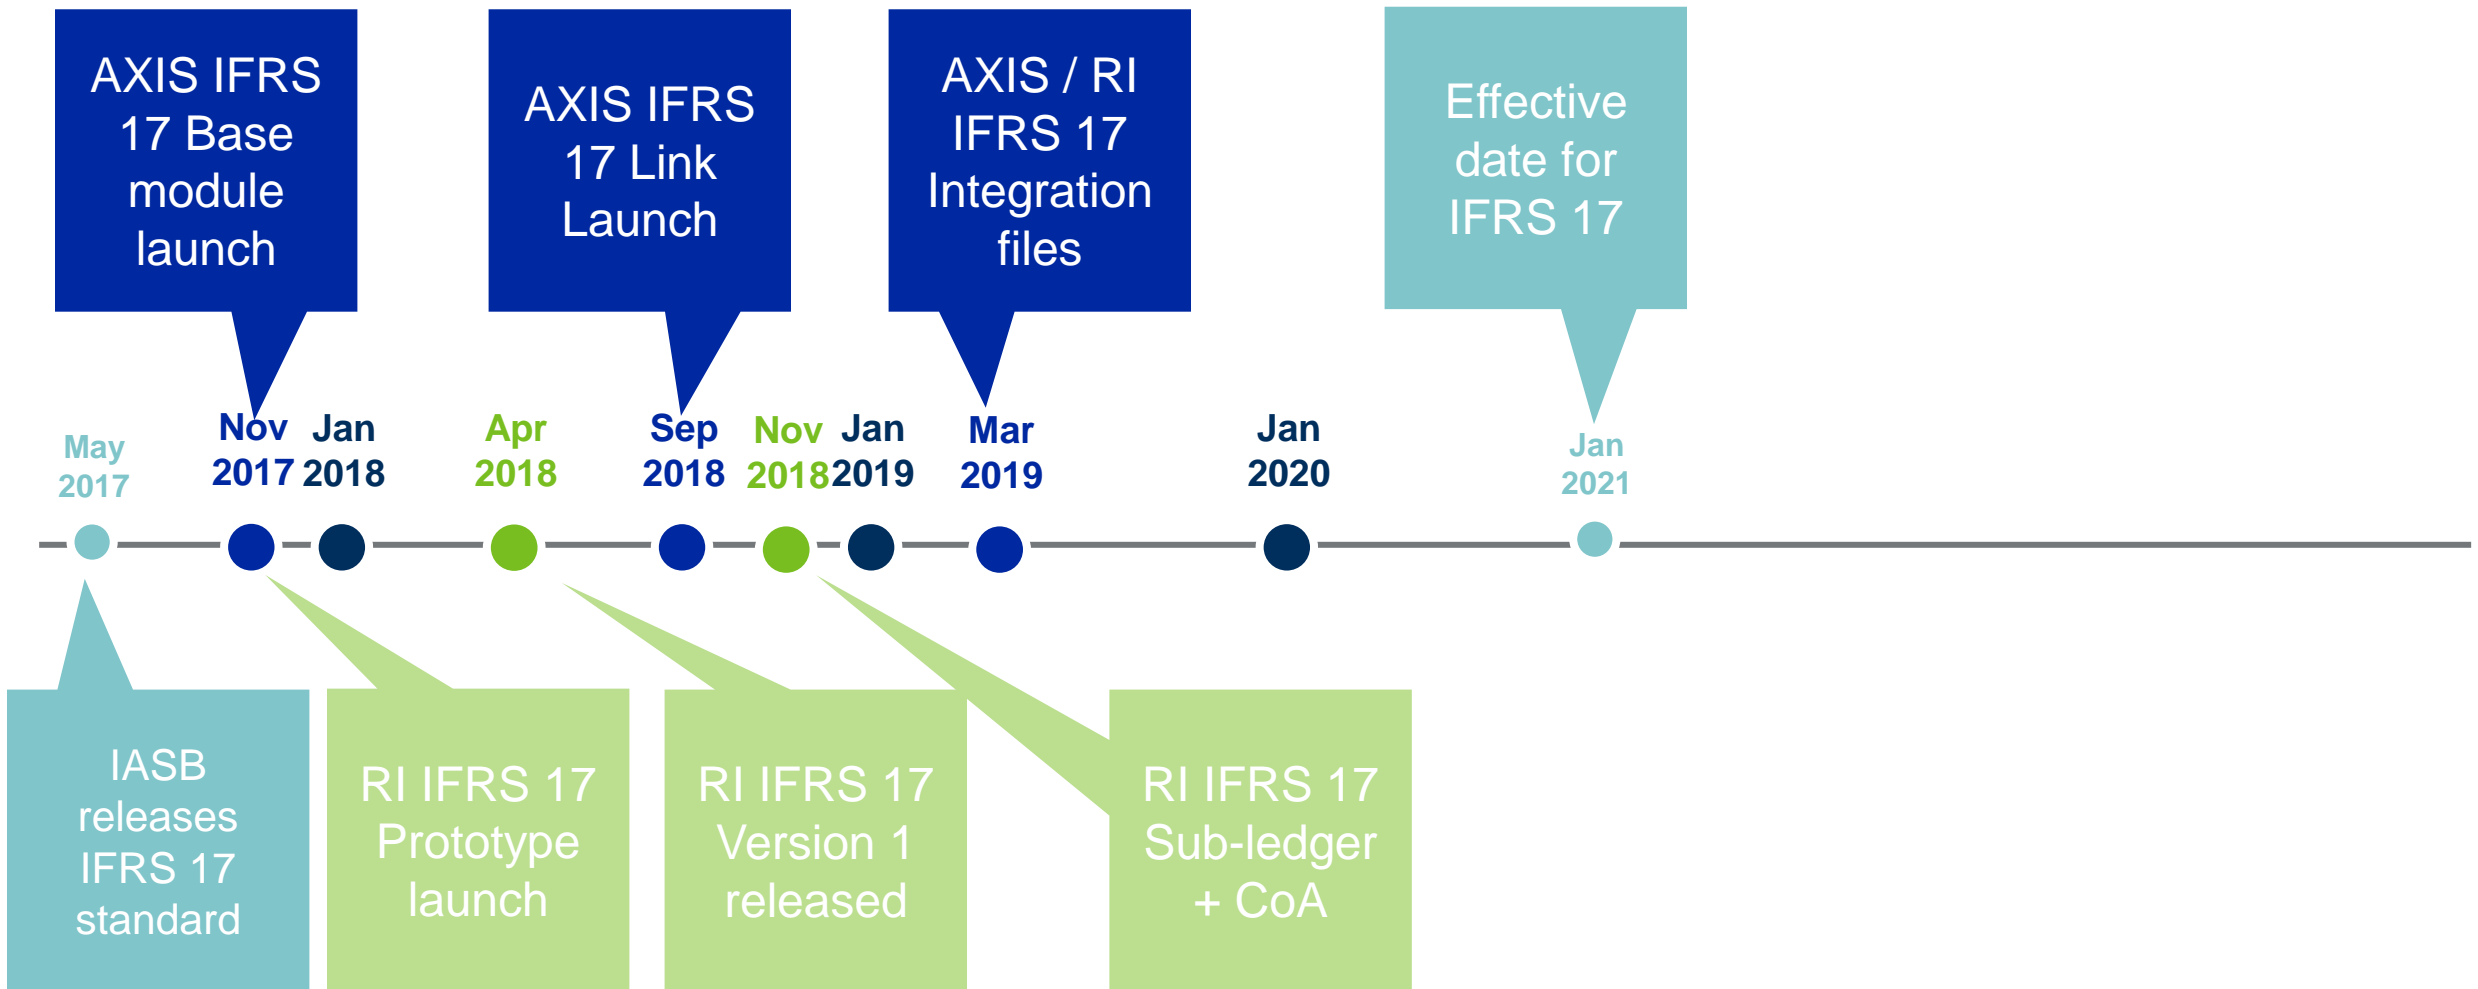 AXIS IFRS
17 Base
module
launch
AXIS IFRS
17 Link
Launch
AXIS / RI
IFRS 17
Integration
files
Effective
date for
IFRS 17
May
2017
Nov
2017
Jan
2018
Apr
2018
Sep
2018
Nov
2018
Jan
2019
Mar
2019
Jan
2020
Jan
2021
IASB
releases
IFRS 17
standard
RI IFRS 17
Prototype
launch
RI IFRS 17
Version 1
released
RI IFRS 17
Sub-ledger
+ CoA